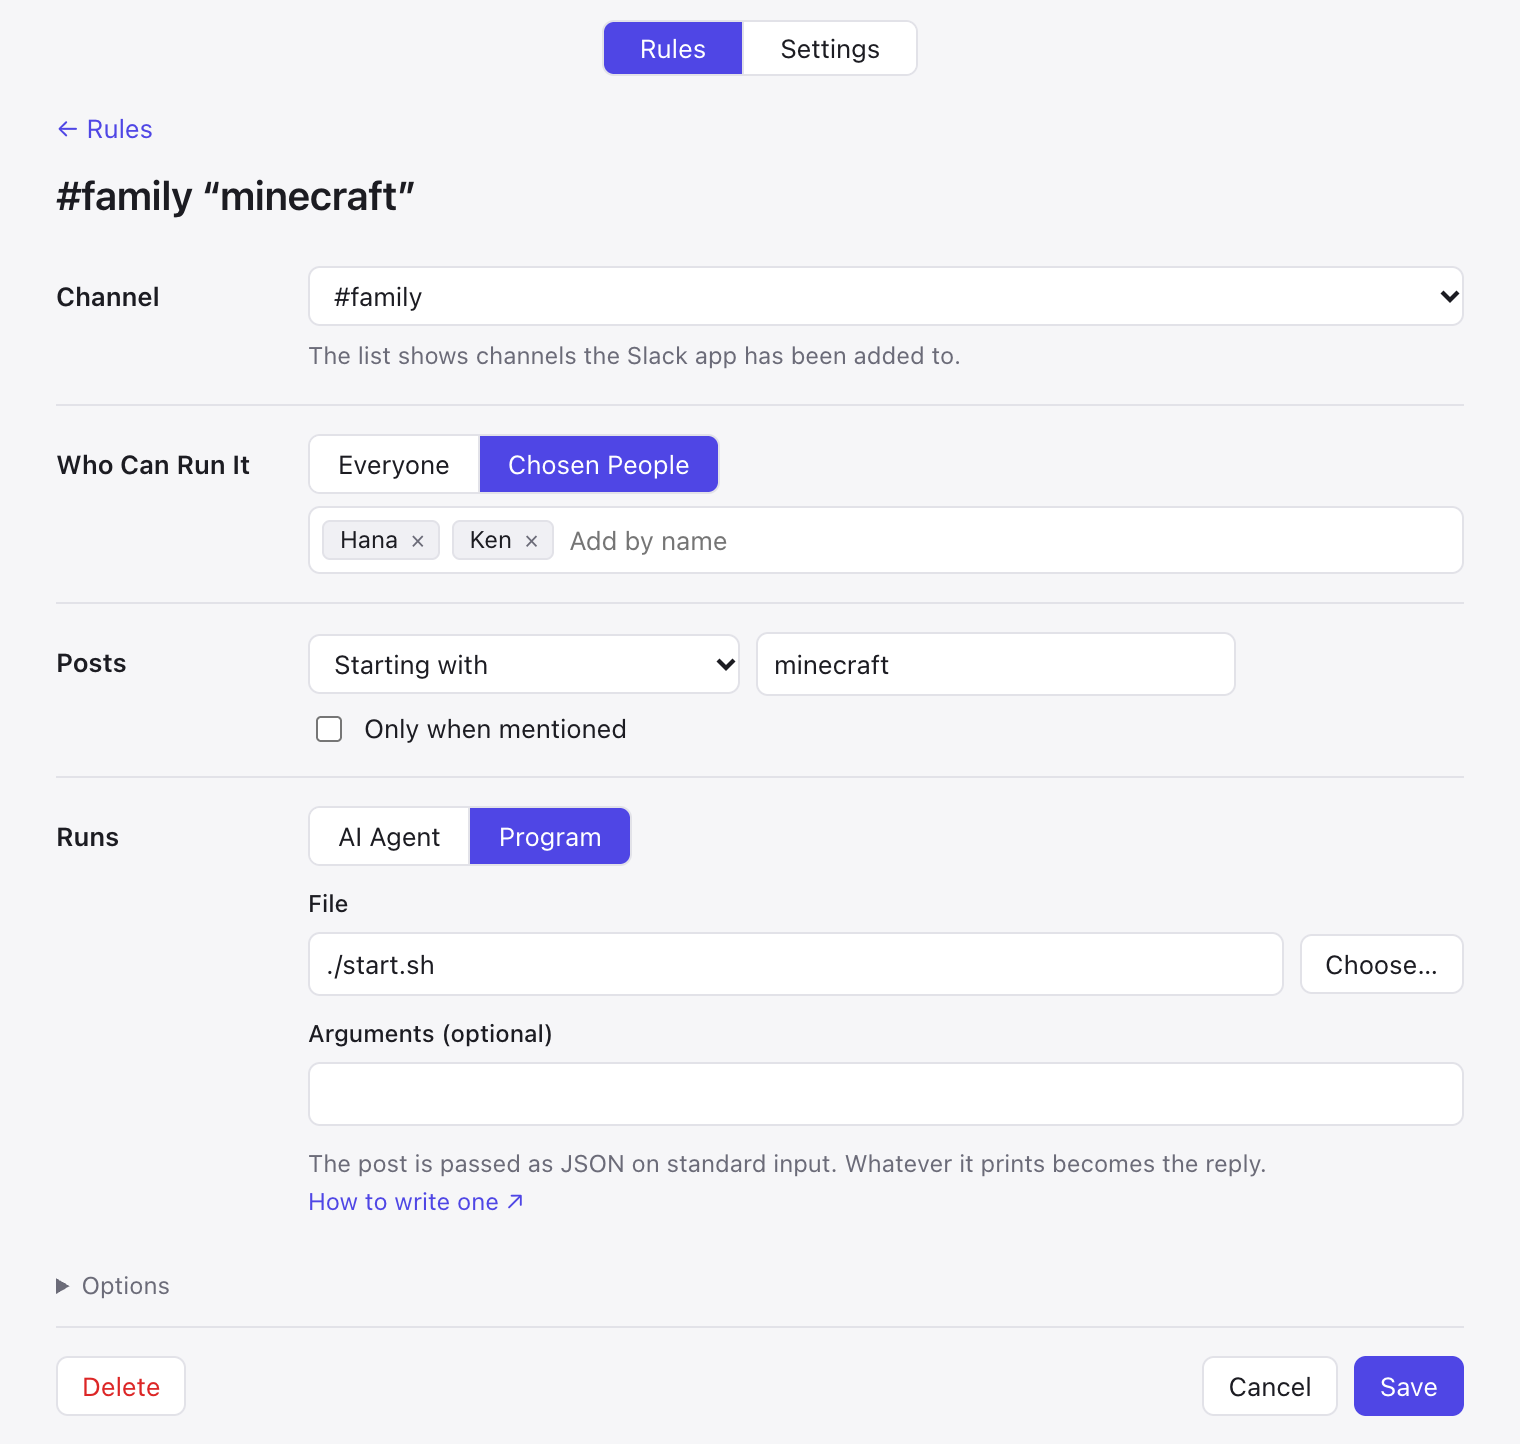 Rules Settings
← Rules
#family “minecraft”
Channel #family
The list shows channels the Slack app has been added to.
Who Can Run It Everyone Chosen People
Hana × Ken × Add by name
Posts Starting with minecraft
Only when mentioned
Runs AI Agent Program
File
./start.sh Choose...
Arguments (optional)
The post is passed as JSON on standard input. Whatever it prints becomes the reply.
How to write one ↗
▶ Options
Delete Cancel Save